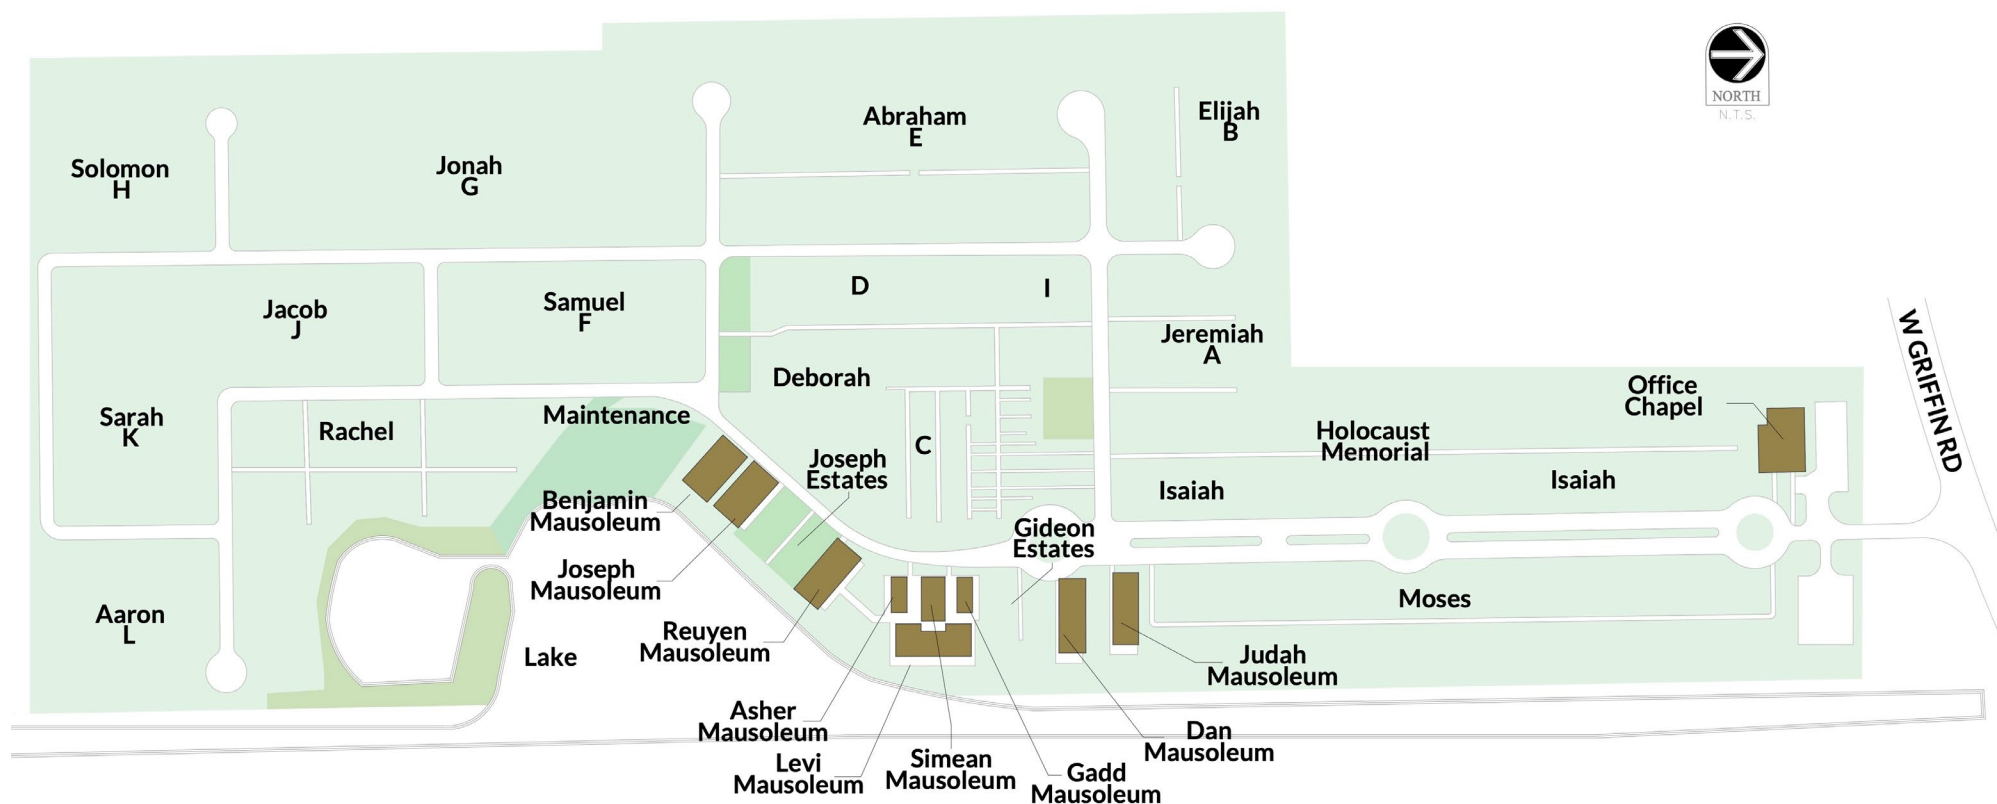 NORTH
N.T.S.
Abraham
E
Elijah
B
Solomon
H
Jonah
G
D
I
Jacob
J
Samuel
F
Jeremiah
A
W GRIFFIN RD
Deborah
Office
Chapel
Sarah
K
Rachel
Maintenance
C
Holocaust
Memorial
Joseph
Estates
Isaiah
Isaiah
Benjamin
Mausoleum
Gideon
Estates
Joseph
Mausoleum
Moses
Aaron
L
Reuyen
Mausoleum
Lake
Judah
Mausoleum
Asher
Mausoleum
Dan
Mausoleum
Levi
Mausoleum
Simean
Mausoleum
Gadd
Mausoleum